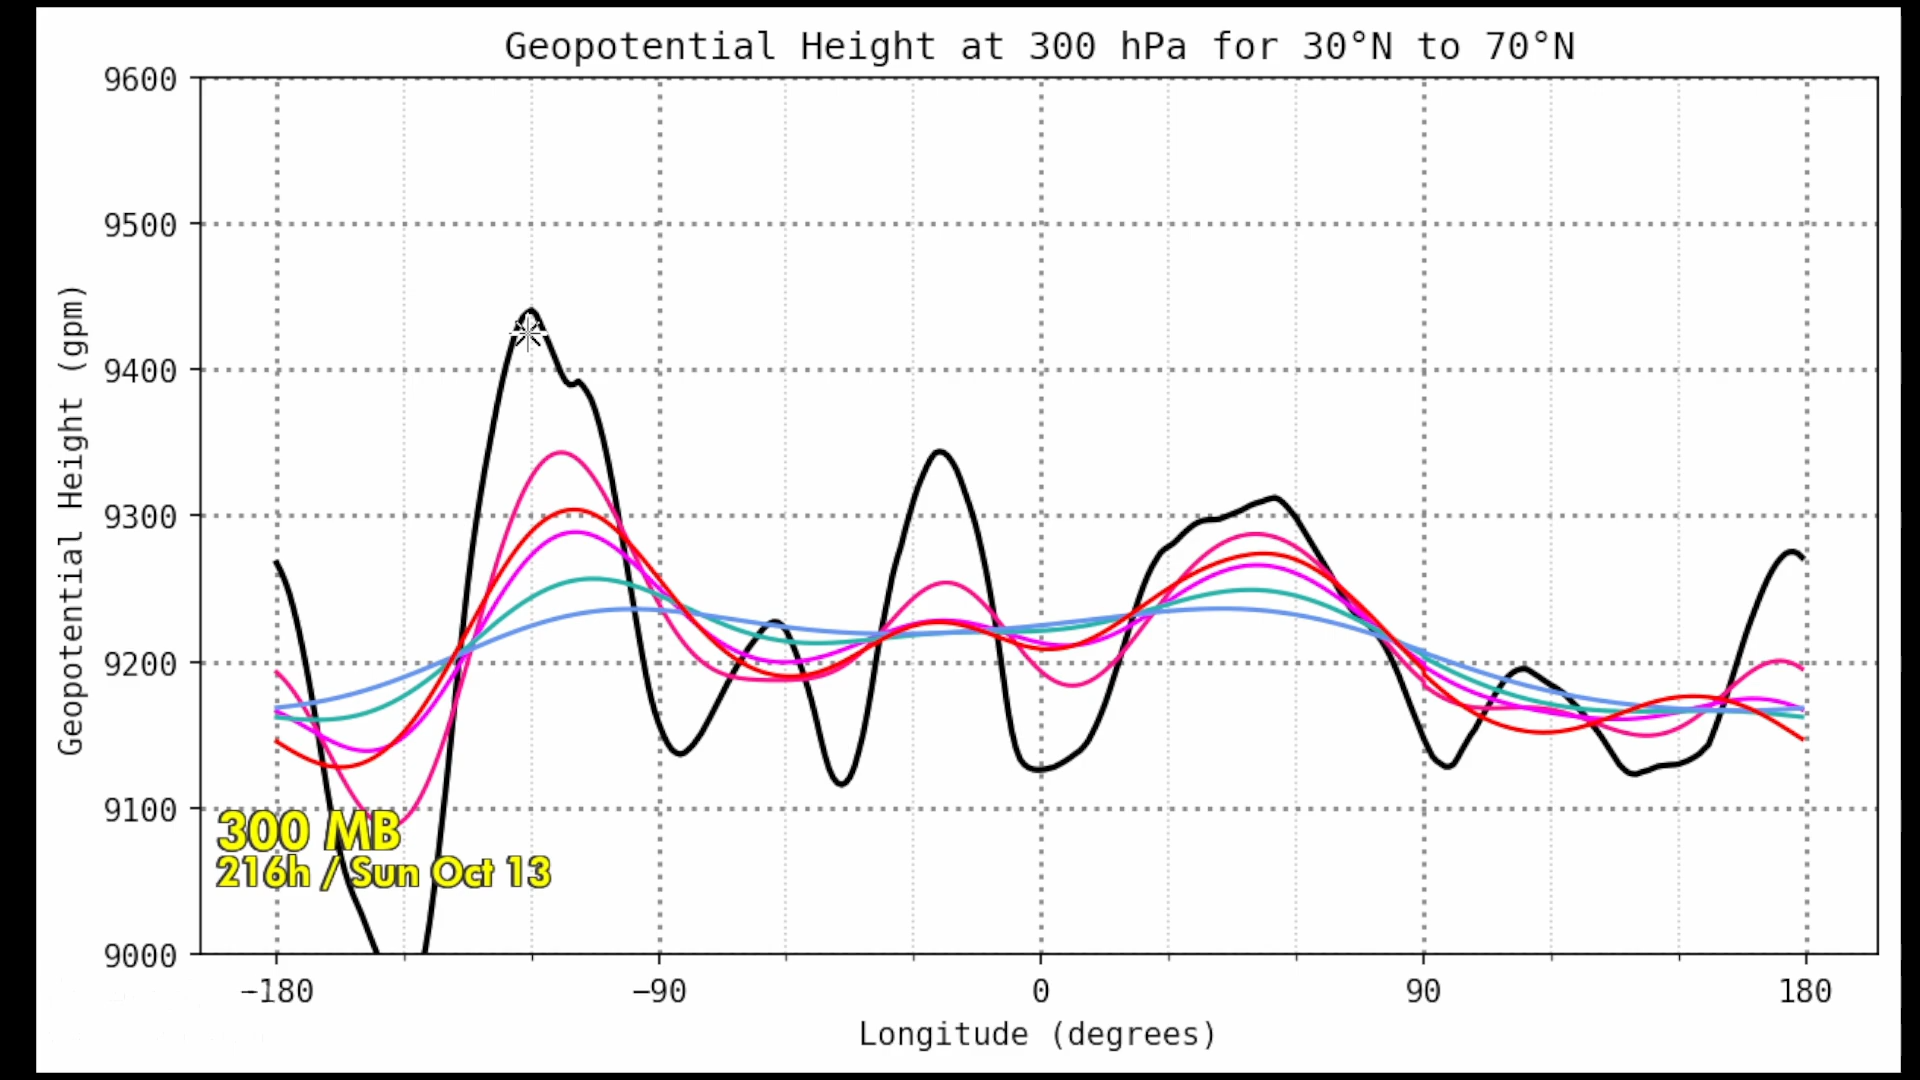 Geopotential Height at 300 hPa for 30°N to 70°N
9600
9500
9400
9300
9200
9100
9000
Geopotential Height (gpm)
300 MB
216h / Sun Oct 13
−180
−90
0
90
180
Longitude (degrees)